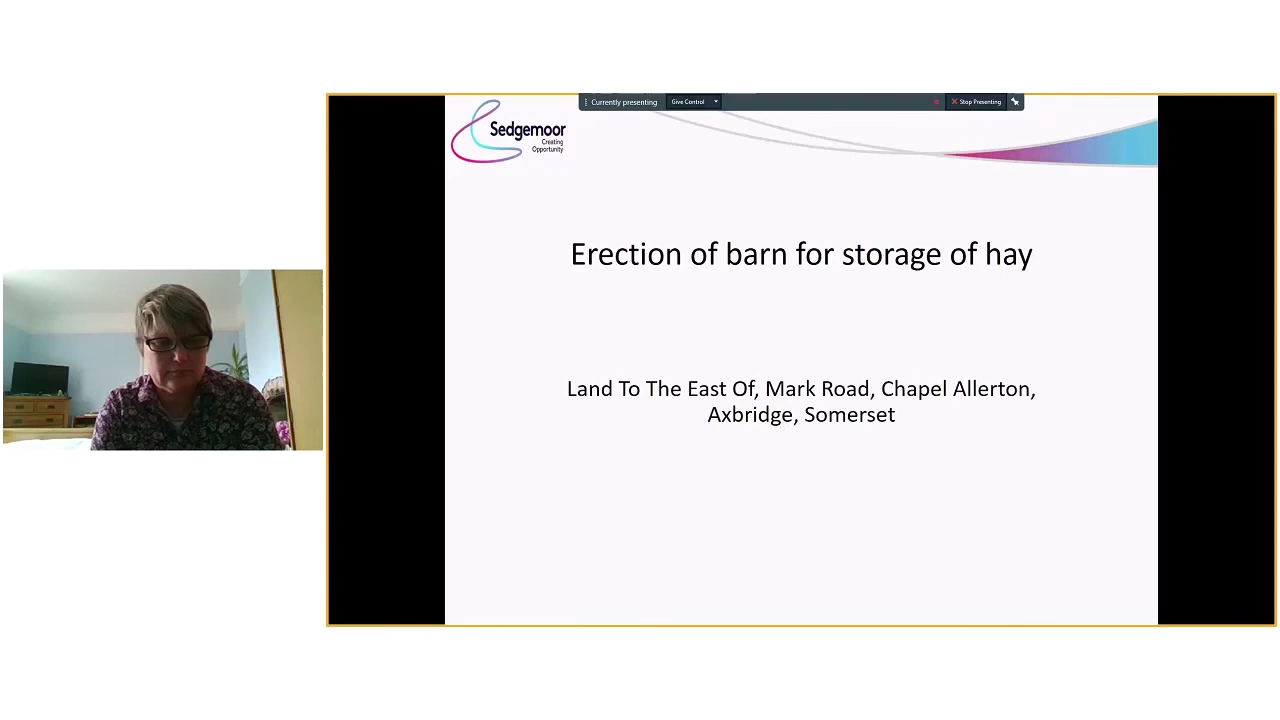 Currently presenting
Give Control
Stop Presenting
Sedgemoor
Creating
Opportunity
Erection of barn for storage of hay
Land To The East Of, Mark Road, Chapel Allerton,
Axbridge, Somerset